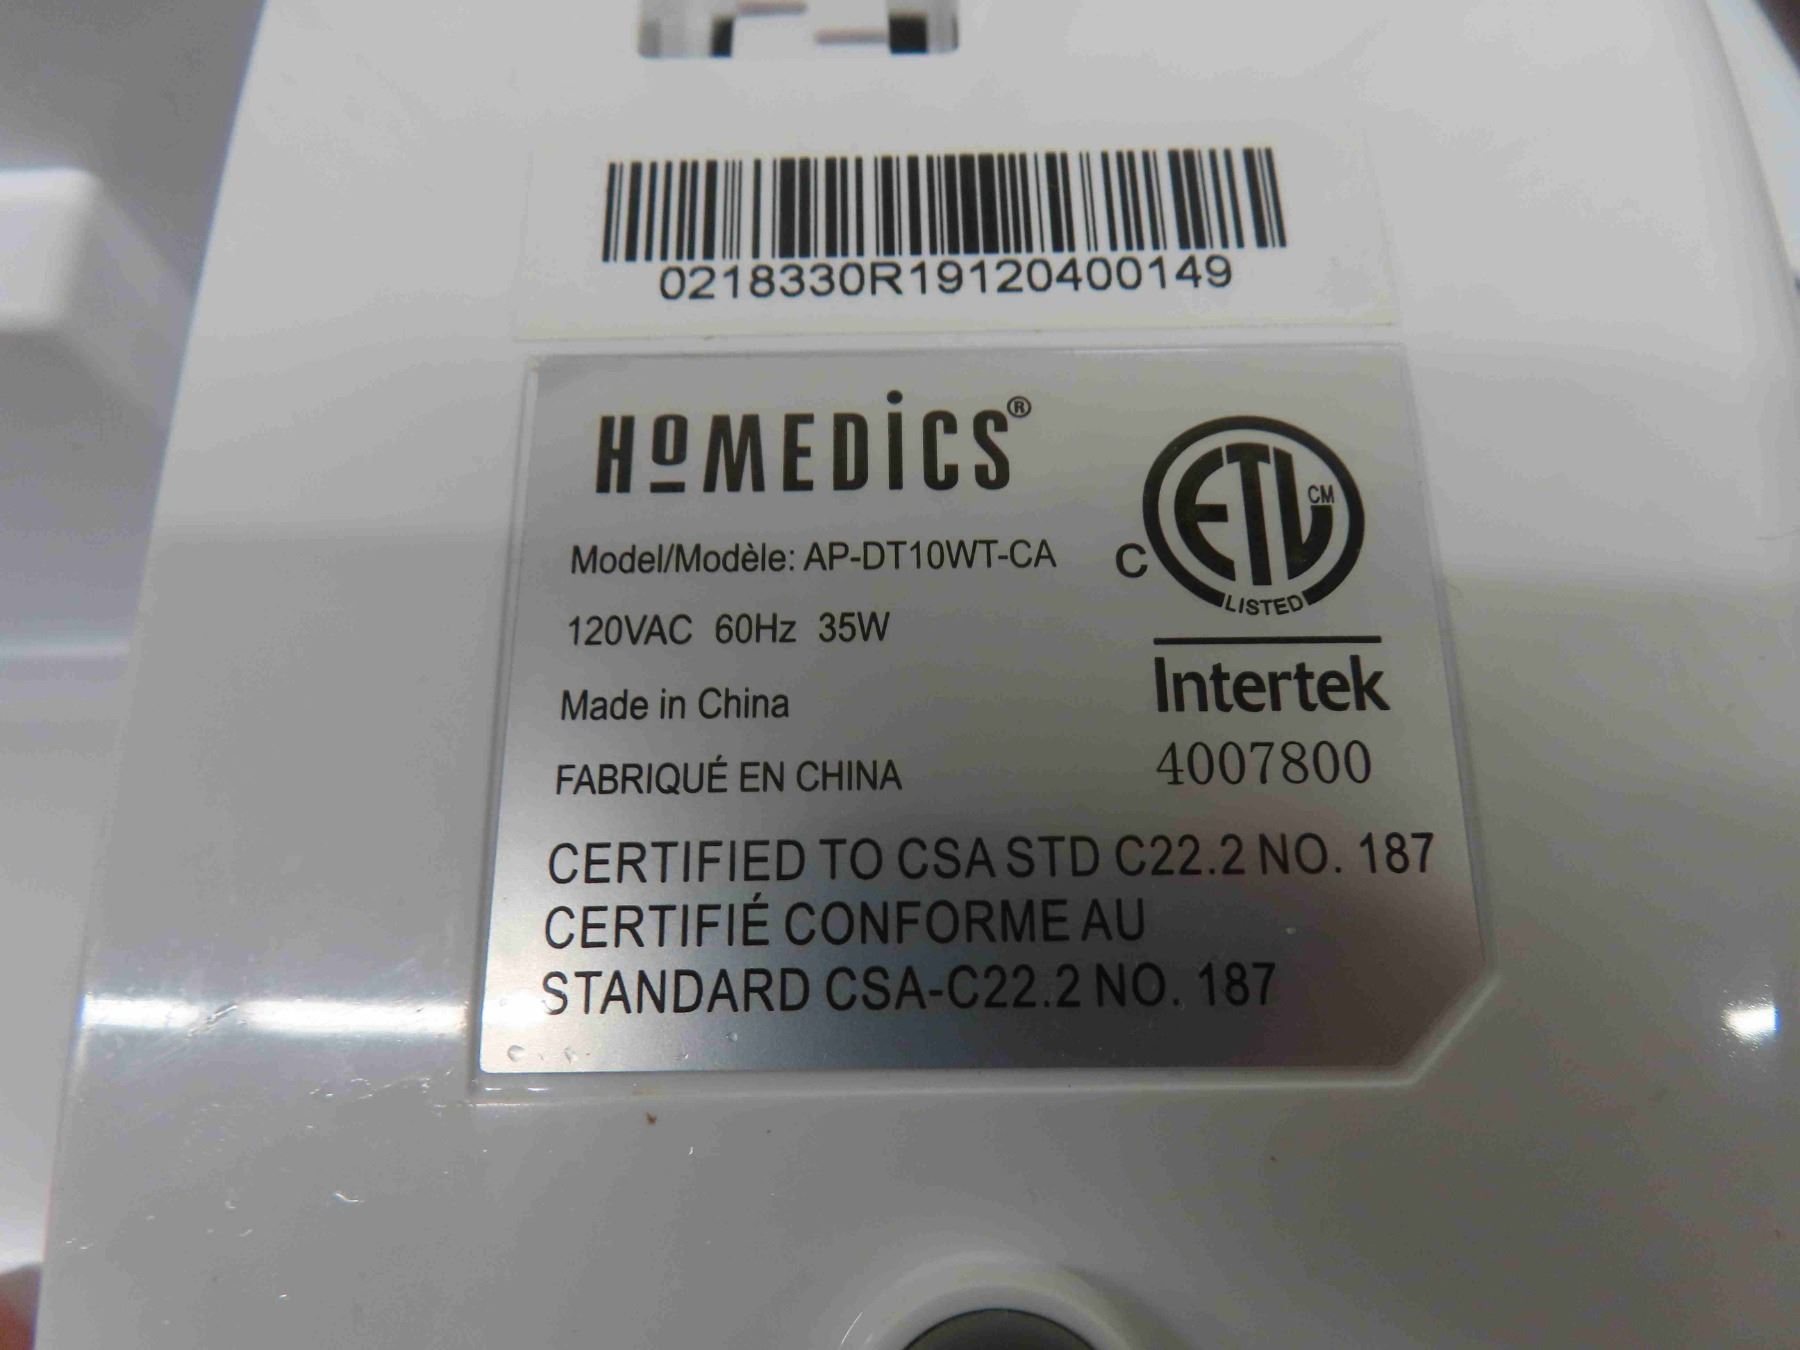 0218330R19120400149
HoMEDiCS®
Model/Modèle: AP-DT10WT-CA
120VAC 60Hz 35W
Made in China
FABRIQUÉ EN CHINA
C ETL CM
LISTED
Intertek
4007800
CERTIFIED TO CSA STD C22.2 NO. 187
CERTIFIÉ CONFORME AU
STANDARD CSA-C22.2 NO. 187